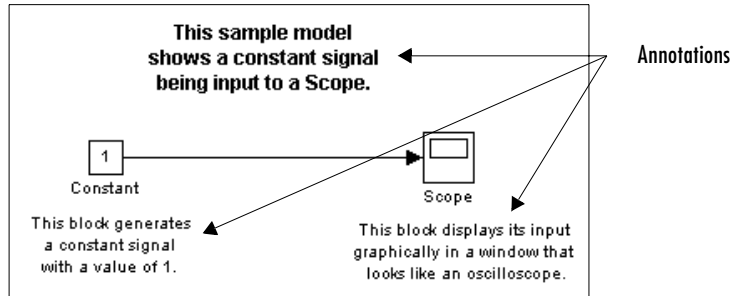 This sample model
shows a constant signal
being input to a Scope.
Annotations
1
Constant
Scope
This block generates
a constant signal
with a value of 1.
This block displays its input
graphically in a window that
looks like an oscilloscope.